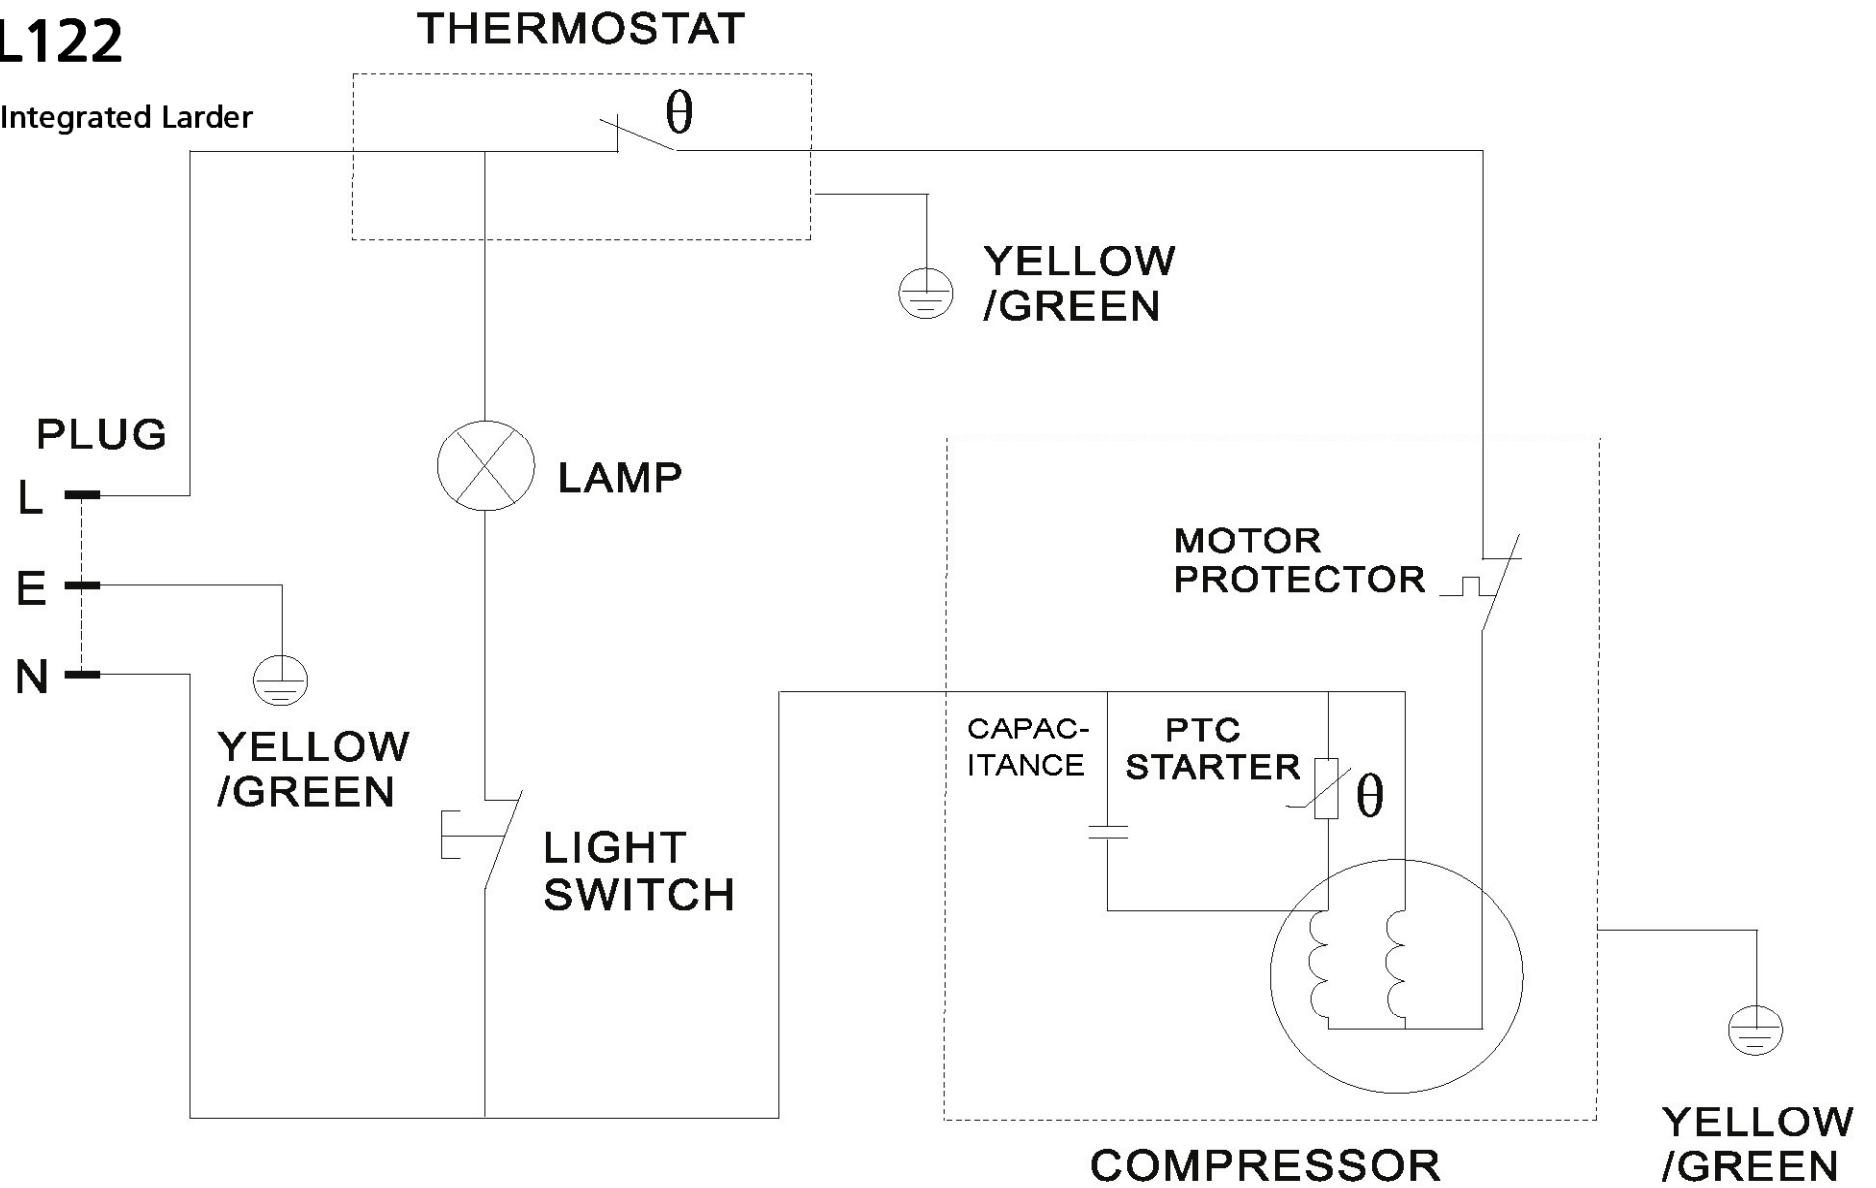 L122
THERMOSTAT
Integrated Larder
θ
YELLOW
/GREEN
PLUG
L
LAMP
E
N
MOTOR
PROTECTOR
YELLOW
/GREEN
CAPAC-
ITANCE
PTC
STARTER
θ
LIGHT
SWITCH
COMPRESSOR
YELLOW
/GREEN